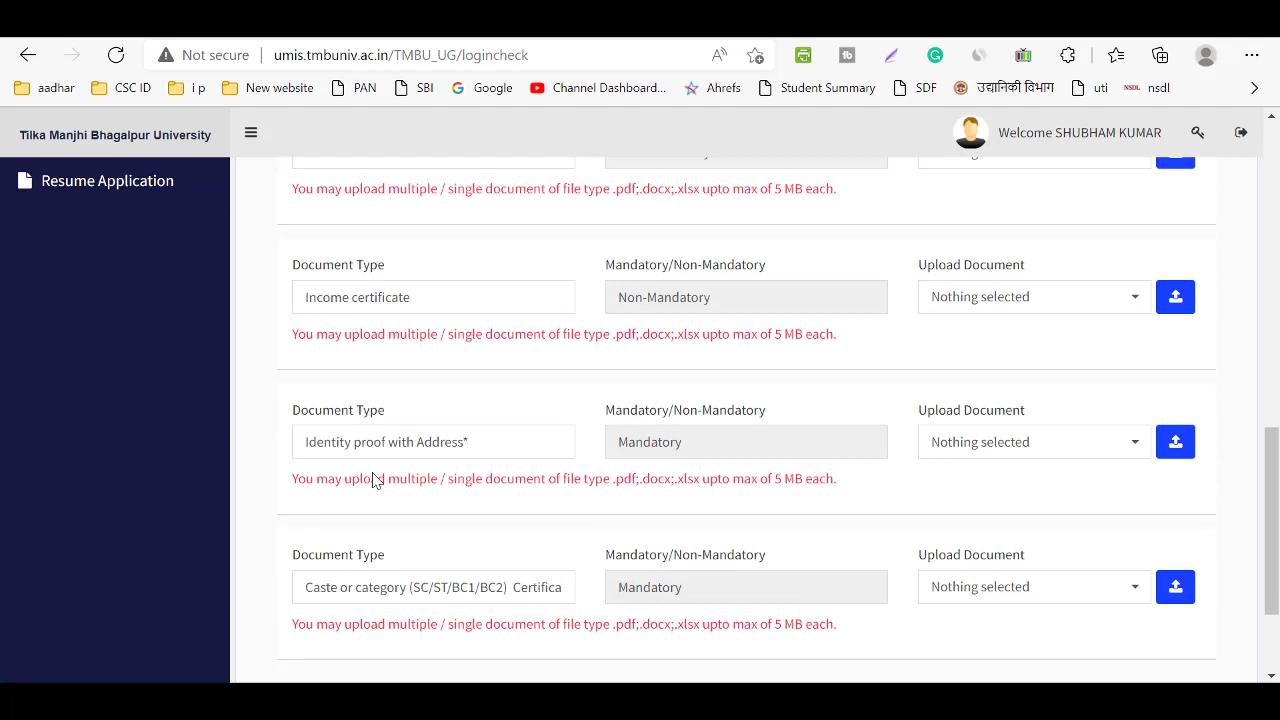 Not secure umis.tmbuniv.ac.in/TMBU_UG/logincheck
aadhar CSC ID i p New website PAN SBI Google Channel Dashboard... Ahrefs Student Summary SDF उद्यानिकी विभाग uti NSDL nsdl
Tilka Manjhi Bhagalpur University Welcome SHUBHAM KUMAR
Resume Application
You may upload multiple / single document of file type .pdf;.docx;.xlsx upto max of 5 MB each.
Document Type Mandatory/Non-Mandatory Upload Document
Income certificate Non-Mandatory Nothing selected
You may upload multiple / single document of file type .pdf;.docx;.xlsx upto max of 5 MB each.
Document Type Mandatory/Non-Mandatory Upload Document
Identity proof with Address* Mandatory Nothing selected
You may upload multiple / single document of file type .pdf;.docx;.xlsx upto max of 5 MB each.
Document Type Mandatory/Non-Mandatory Upload Document
Caste or category (SC/ST/BC1/BC2) Certifica Mandatory Nothing selected
You may upload multiple / single document of file type .pdf;.docx;.xlsx upto max of 5 MB each.